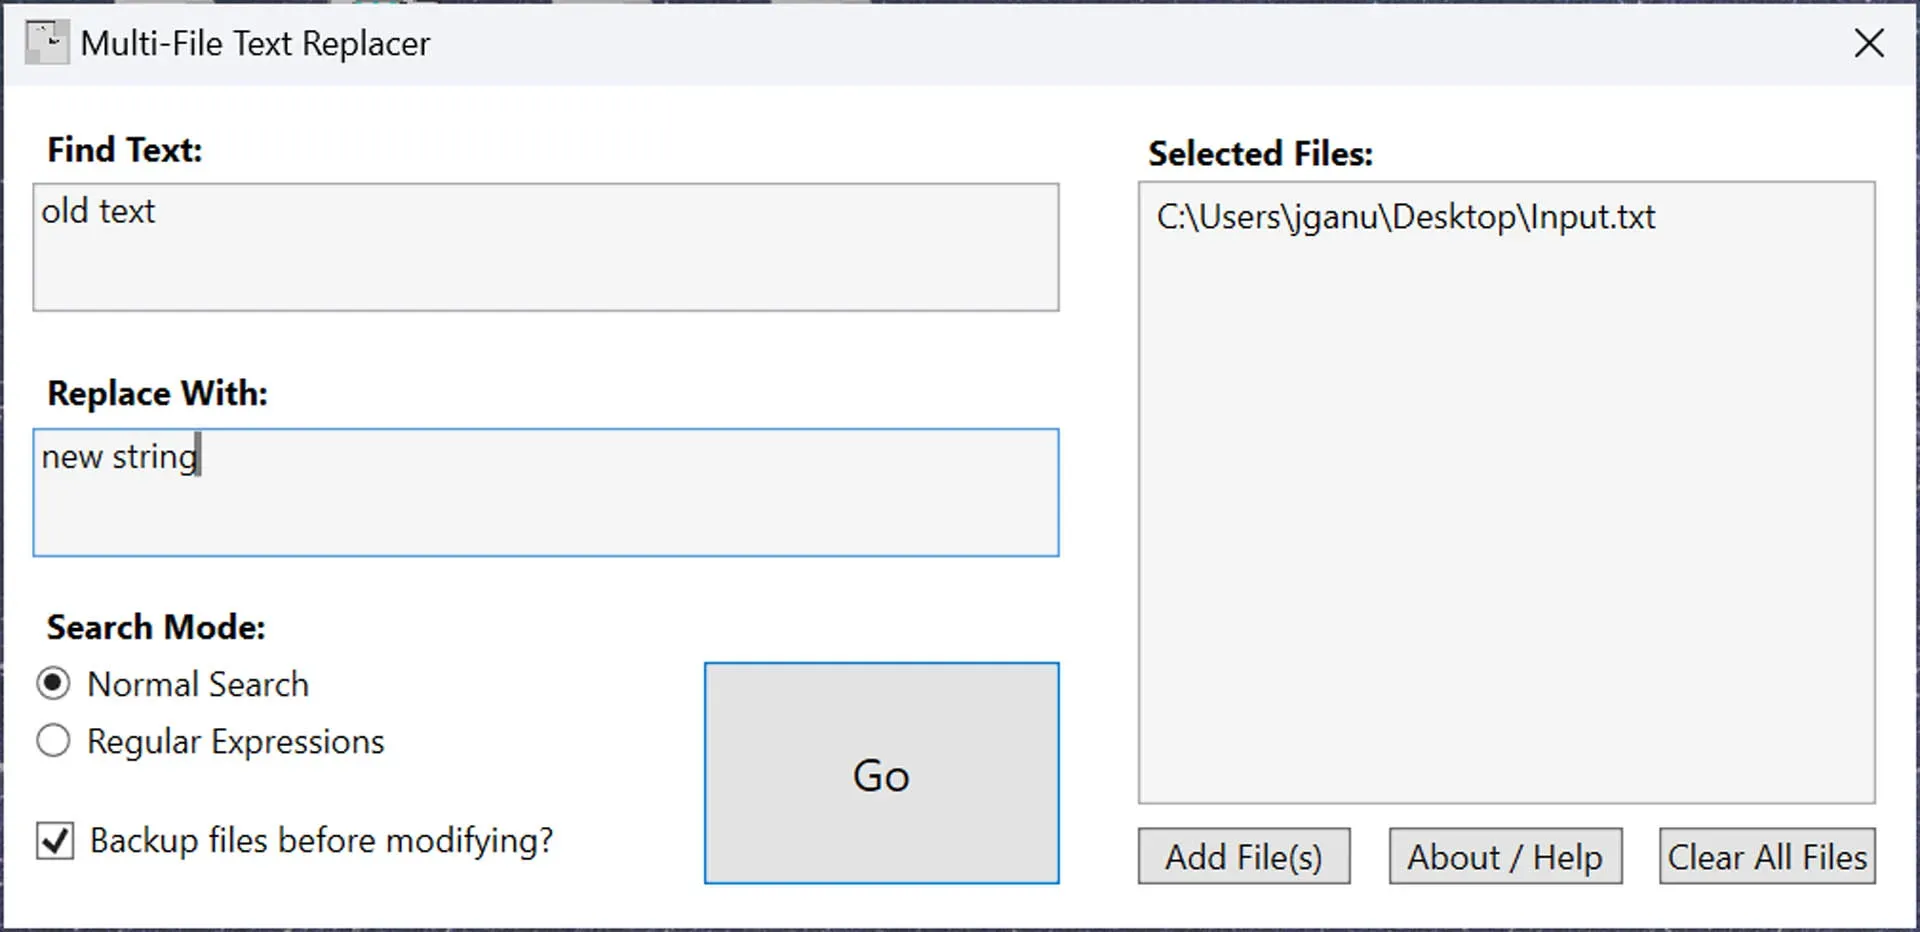 Multi-File Text Replacer
Find Text:
old text
Replace With:
new string
Search Mode:
Normal Search
Regular Expressions
Backup files before modifying?
Go
Selected Files:
C:\Users\jganu\Desktop\Input.txt
Add File(s)
About / Help
Clear All Files